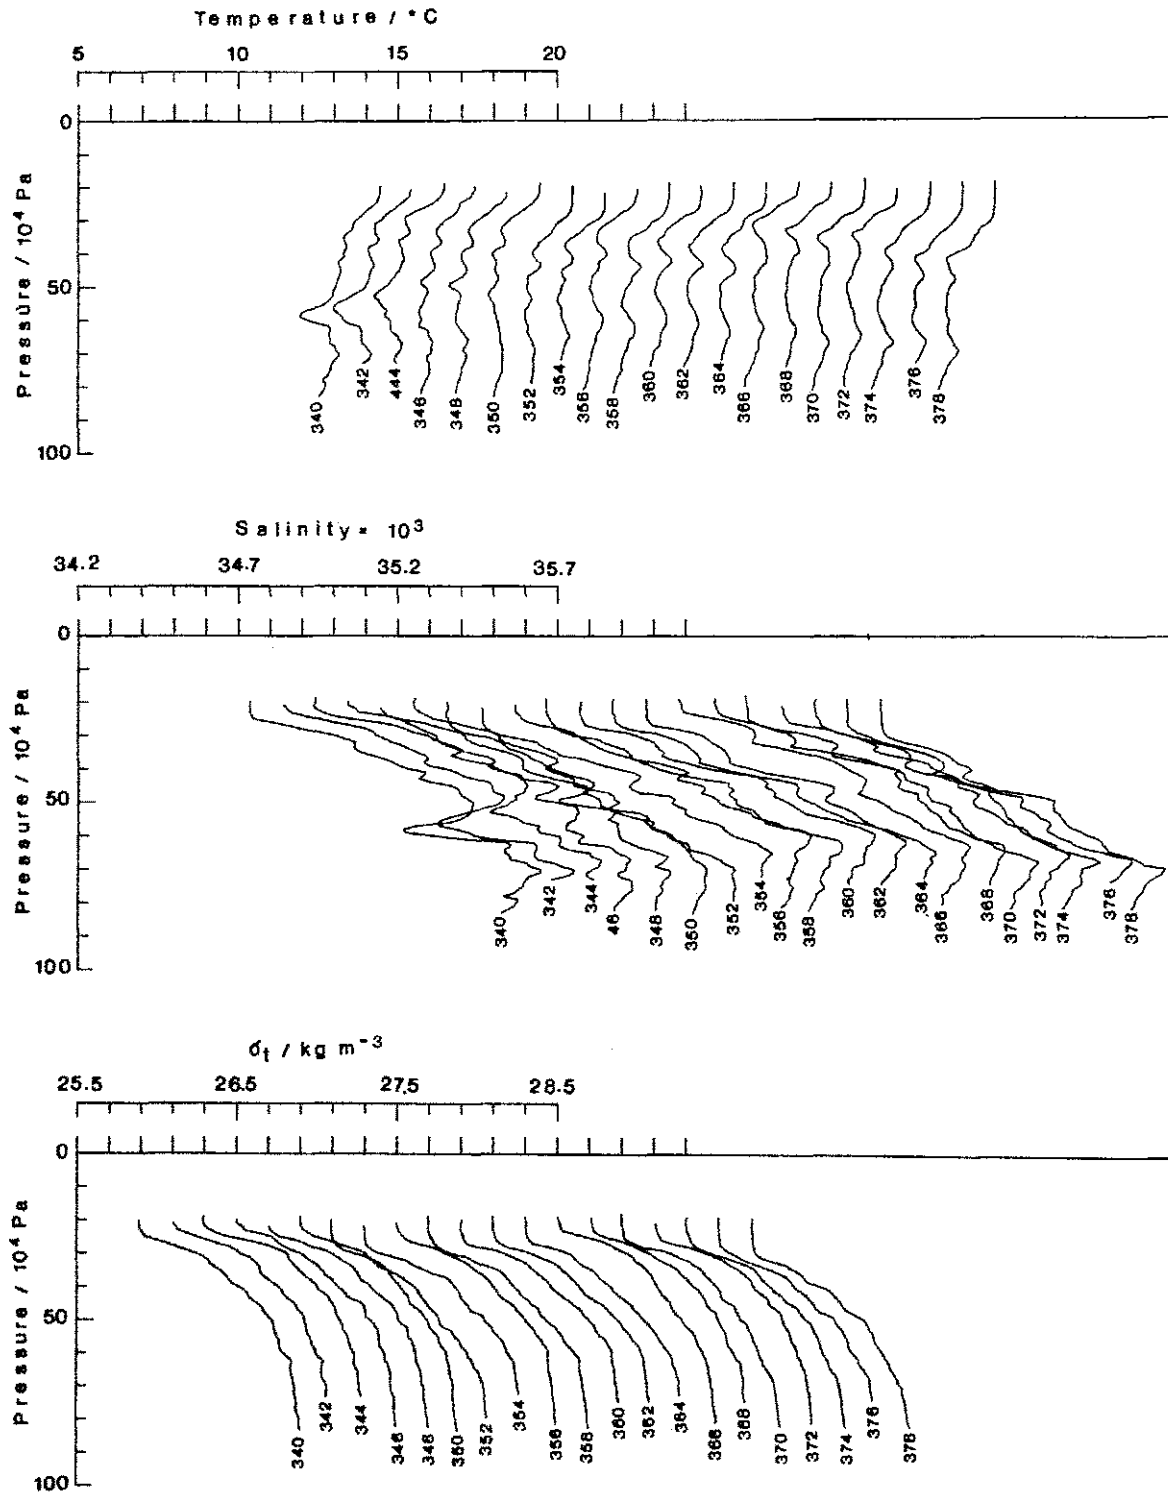 Temperature / °C
5 10 15 20
0
50
100
Pressure / 10⁴ Pa
340 342 444 346 348 350 352 354 356 358 360 362 364 366 368 370 372 374 376 378
Salinity × 10³
34.2 34.7 35.2 35.7
0
50
100
Pressure / 10⁴ Pa
340 342 344 46 348 350 352 354 356 358 360 362 364 366 368 370 372 374 376 378
σt / kg m⁻³
25.5 26.5 27.5 28.5
0
50
100
Pressure / 10⁴ Pa
340 342 344 346 348 350 352 354 356 358 360 362 364 366 368 370 372 374 376 378